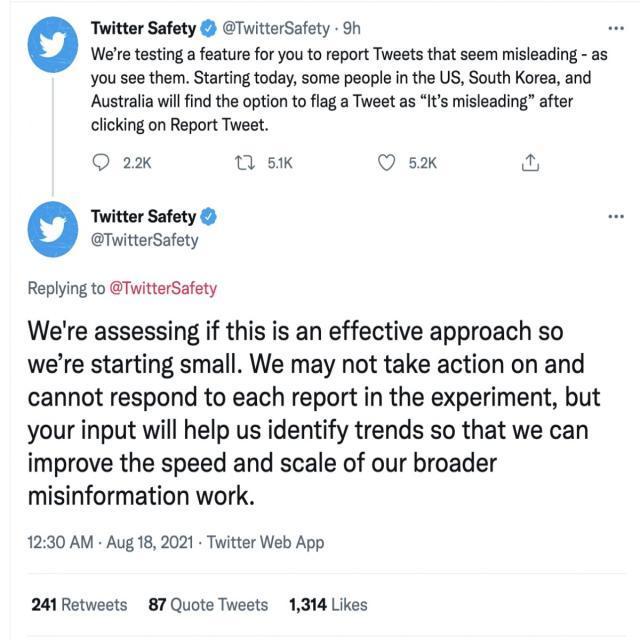 Twitter Safety @TwitterSafety · 9h
We’re testing a feature for you to report Tweets that seem misleading - as
you see them. Starting today, some people in the US, South Korea, and
Australia will find the option to flag a Tweet as “It’s misleading” after
clicking on Report Tweet.
2.2K 5.1K 5.2K
Twitter Safety
@TwitterSafety
Replying to @TwitterSafety
We're assessing if this is an effective approach so
we’re starting small. We may not take action on and
cannot respond to each report in the experiment, but
your input will help us identify trends so that we can
improve the speed and scale of our broader
misinformation work.
12:30 AM · Aug 18, 2021 · Twitter Web App
241 Retweets 87 Quote Tweets 1,314 Likes